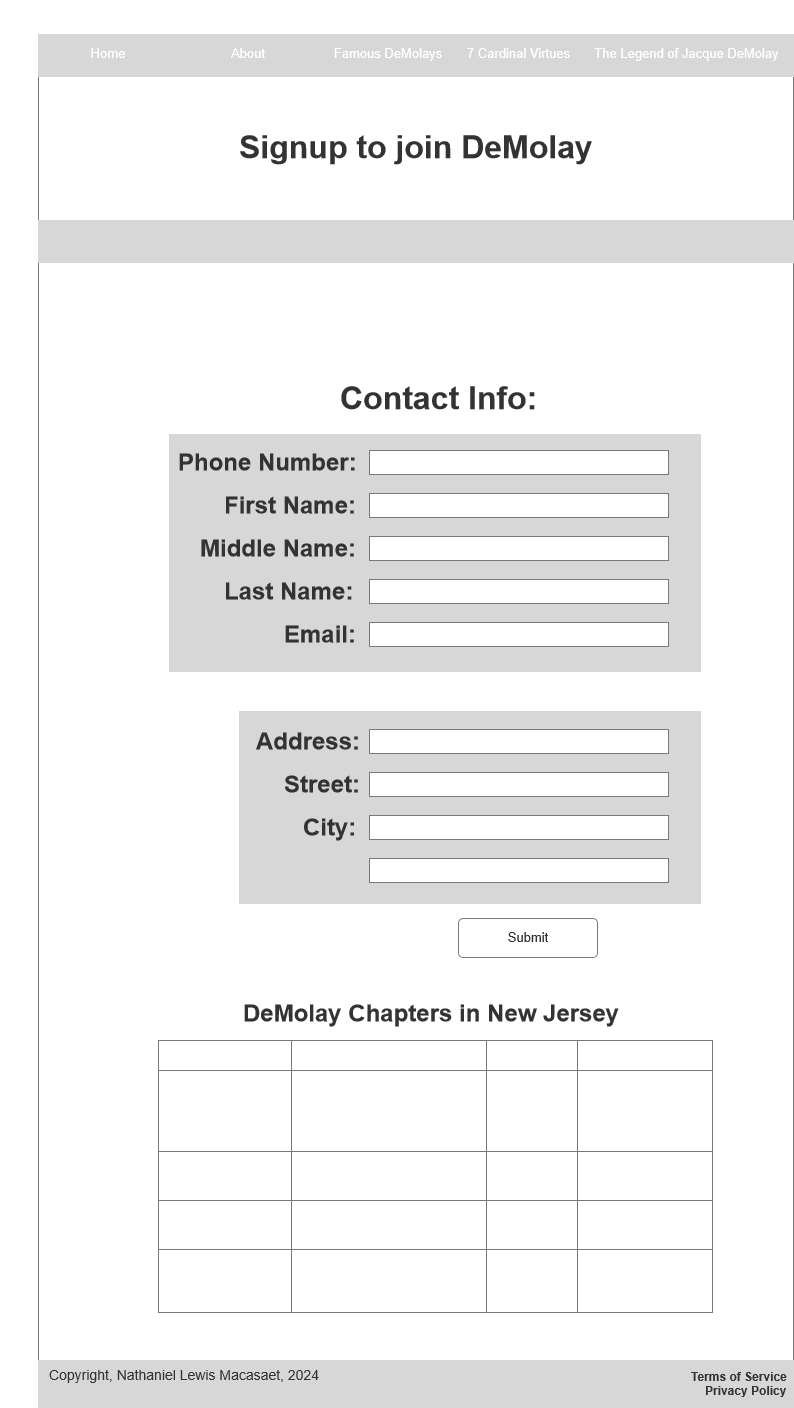 Home About Famous DeMolays 7 Cardinal Virtues The Legend of Jacque DeMolay
Signup to join DeMolay
Contact Info:
Phone Number:
First Name:
Middle Name:
Last Name:
Email:
Address:
Street:
City:
Submit
DeMolay Chapters in New Jersey
Copyright, Nathaniel Lewis Macasaet, 2024
Terms of Service
Privacy Policy